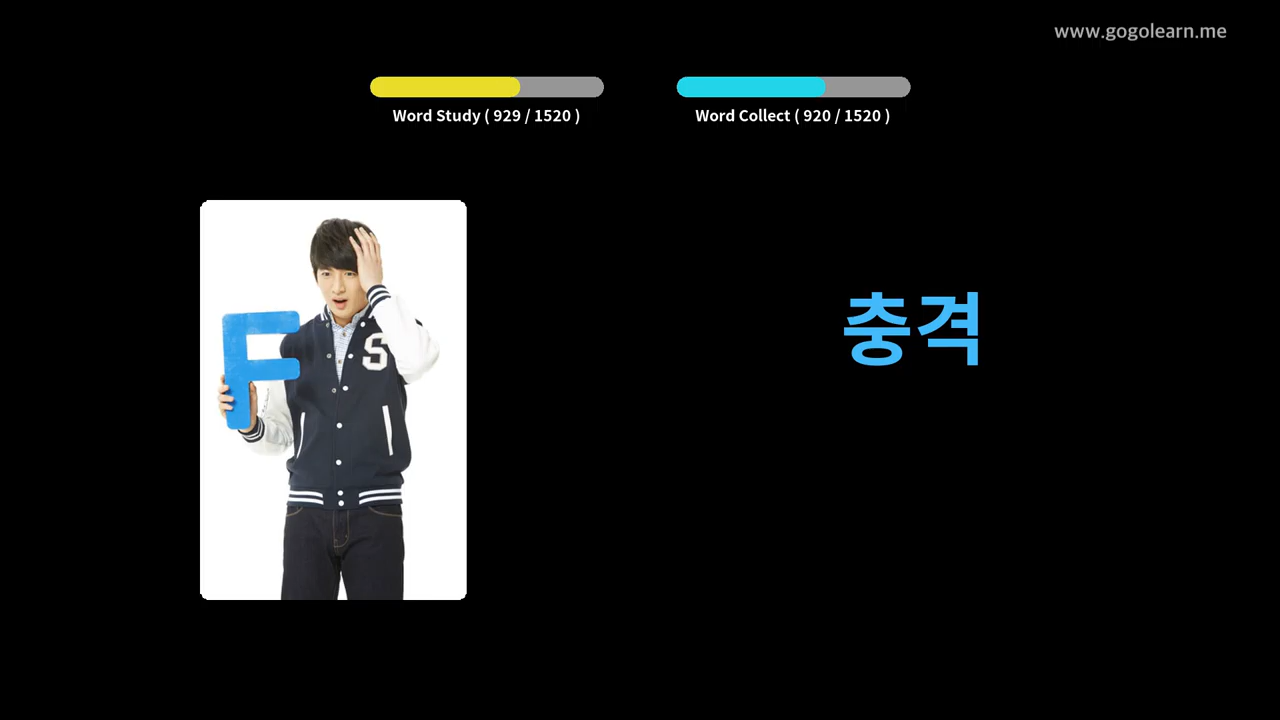 www.gogolearn.me
Word Study ( 929 / 1520 )
Word Collect ( 920 / 1520 )
F
S
충격